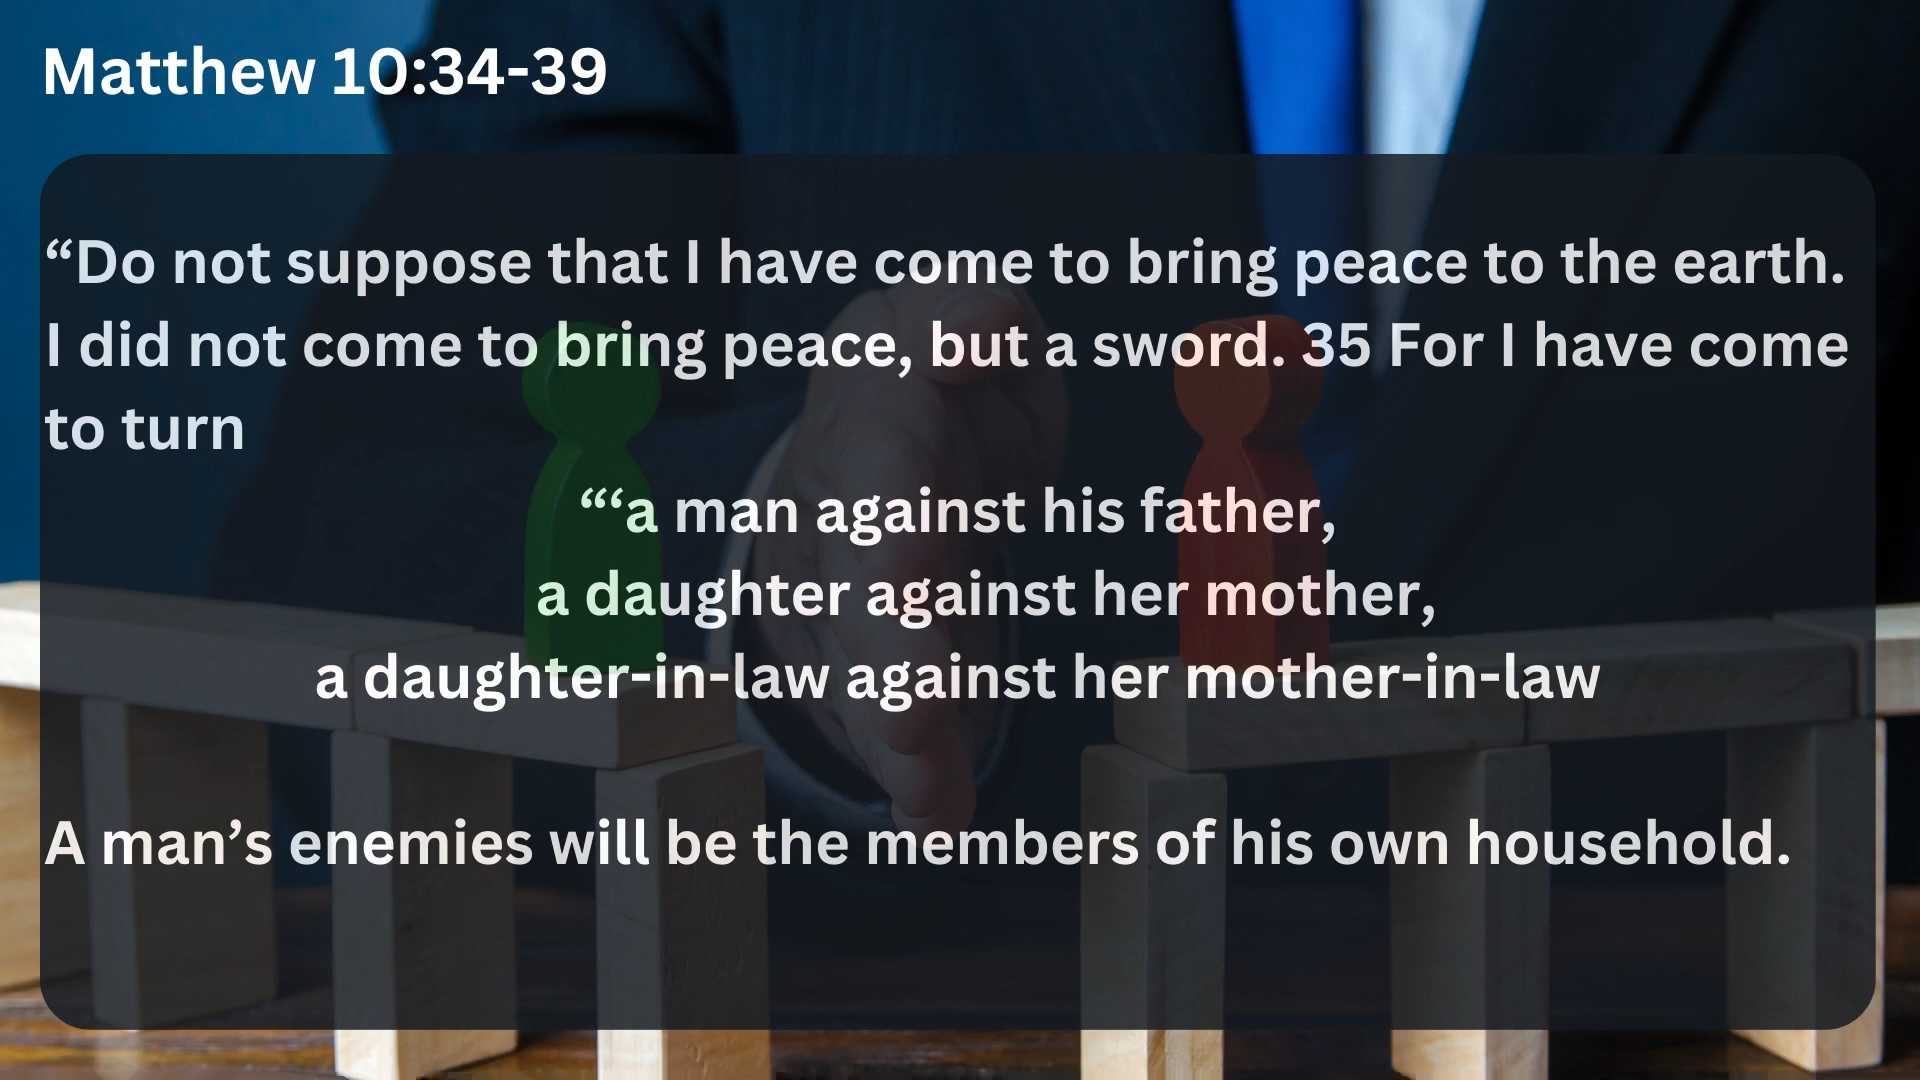 Matthew 10:34-39
“Do not suppose that I have come to bring peace to the earth.
I did not come to bring peace, but a sword. 35 For I have come
to turn
“‘a man against his father,
a daughter against her mother,
a daughter-in-law against her mother-in-law
A man’s enemies will be the members of his own household.